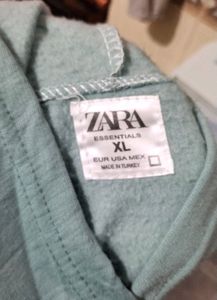 ZARA
ESSENTIALS
XL
EUR USA MEX
MADE IN TURKEY